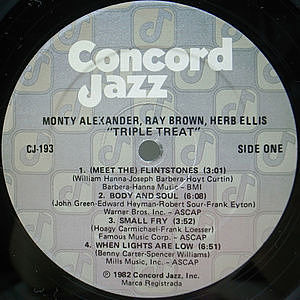 Concord
Jazz
MONTY ALEXANDER, RAY BROWN, HERB ELLIS
"TRIPLE TREAT"
CJ-193
SIDE ONE
1. (MEET THE) FLINTSTONES (3:01)
(William Hanna-Joseph Barbera-Hoyt Curtin)
Barbera-Hanna Music – BMI
2. BODY AND SOUL (6:08)
(John Green-Edward Heyman-Robert Sour-Frank Eyton)
Warner Bros. Inc. – ASCAP
3. SMALL FRY (3:52)
(Hoagy Carmichael-Frank Loesser)
Famous Music Corp. – ASCAP
4. WHEN LIGHTS ARE LOW (6:51)
(Benny Carter-Spencer Williams)
Mills Music, Inc. – ASCAP
℗ 1982 Concord Jazz, Inc.
Marca Registrada